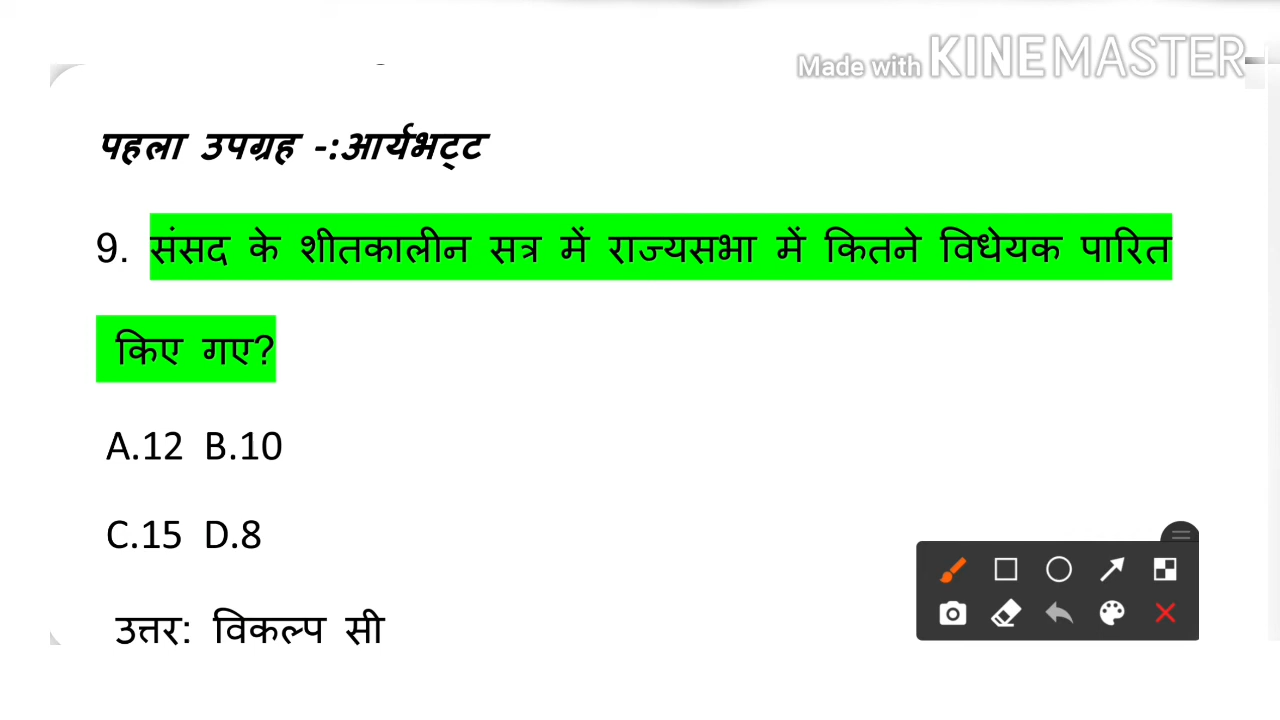 Made with KINEMASTER
पहला उपग्रह -:आर्यभट्ट
9. संसद के शीतकालीन सत्र में राज्यसभा में कितने विधेयक पारित
किए गए?
A.12 B.10
C.15 D.8
उत्तर: विकल्प सी